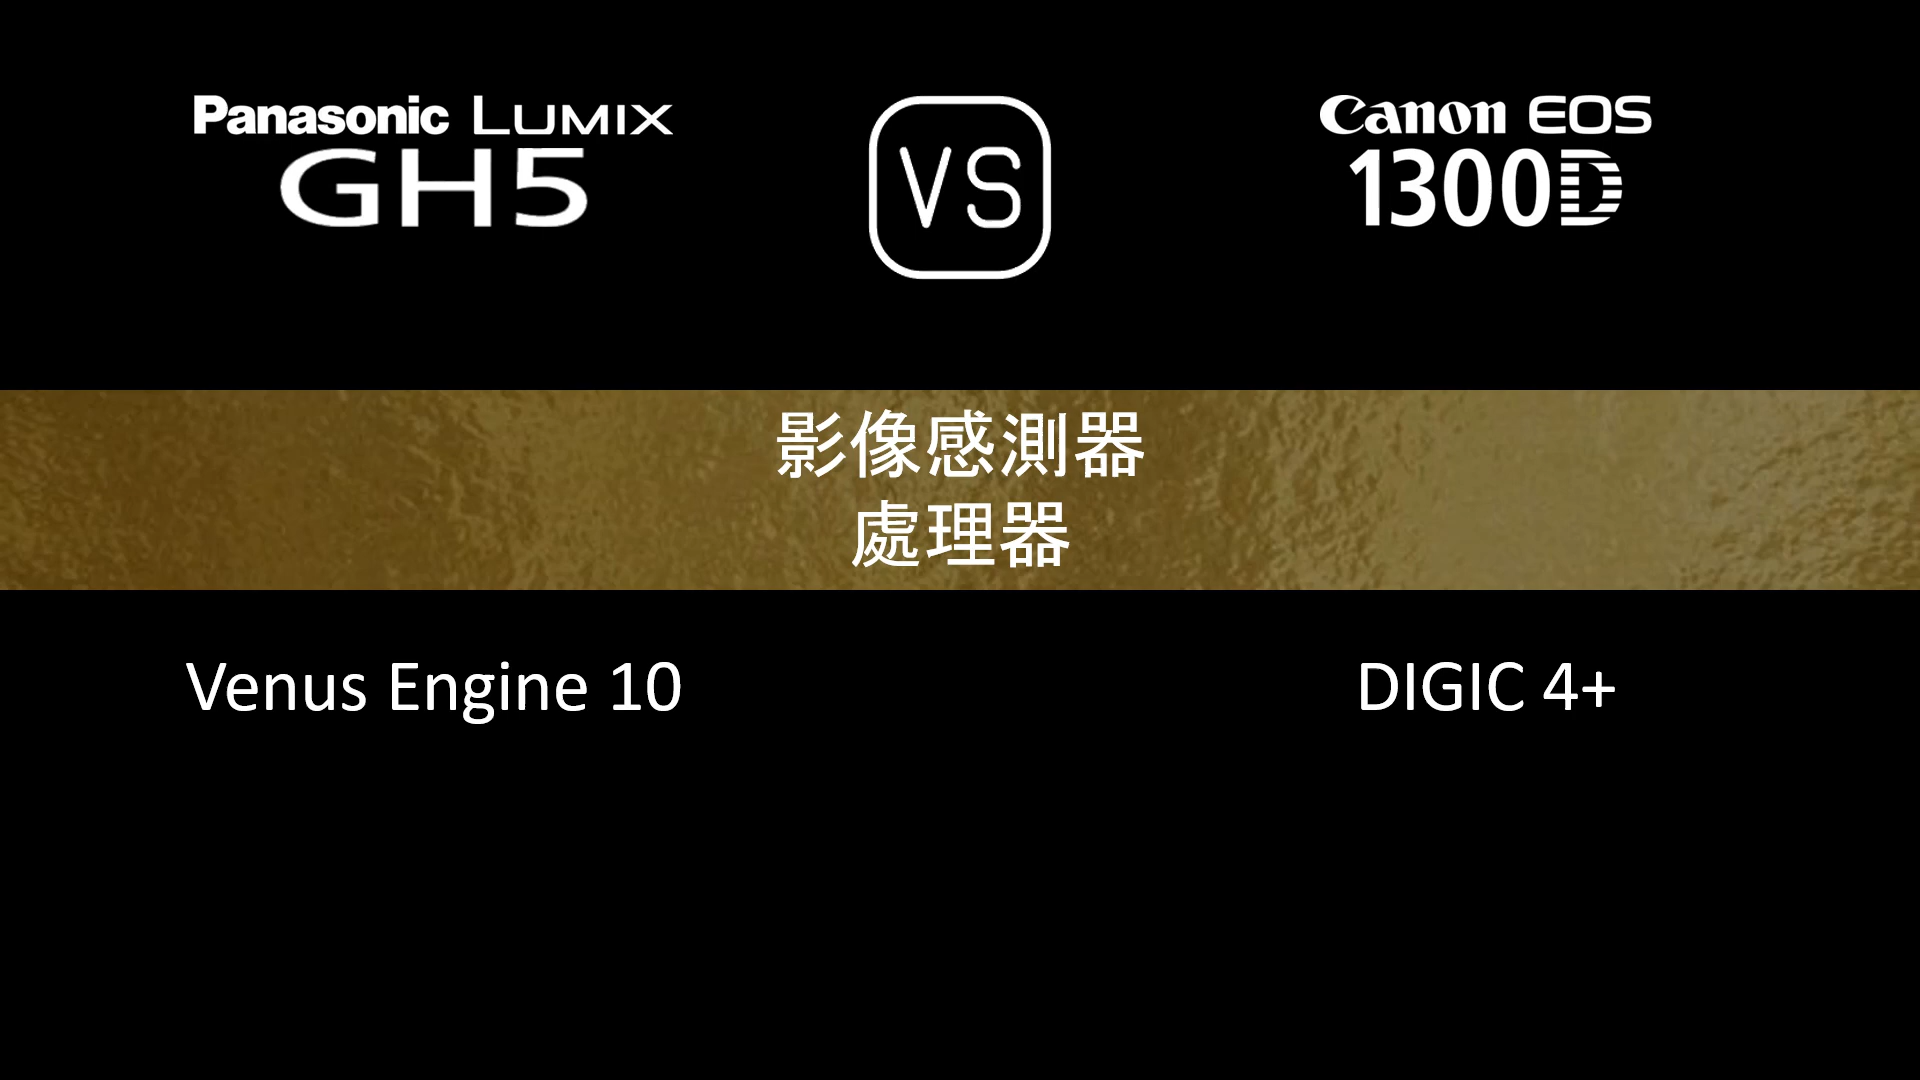 Panasonic LUMIX
GH5
VS
Canon EOS
1300D
影像感測器
處理器
Venus Engine 10
DIGIC 4+